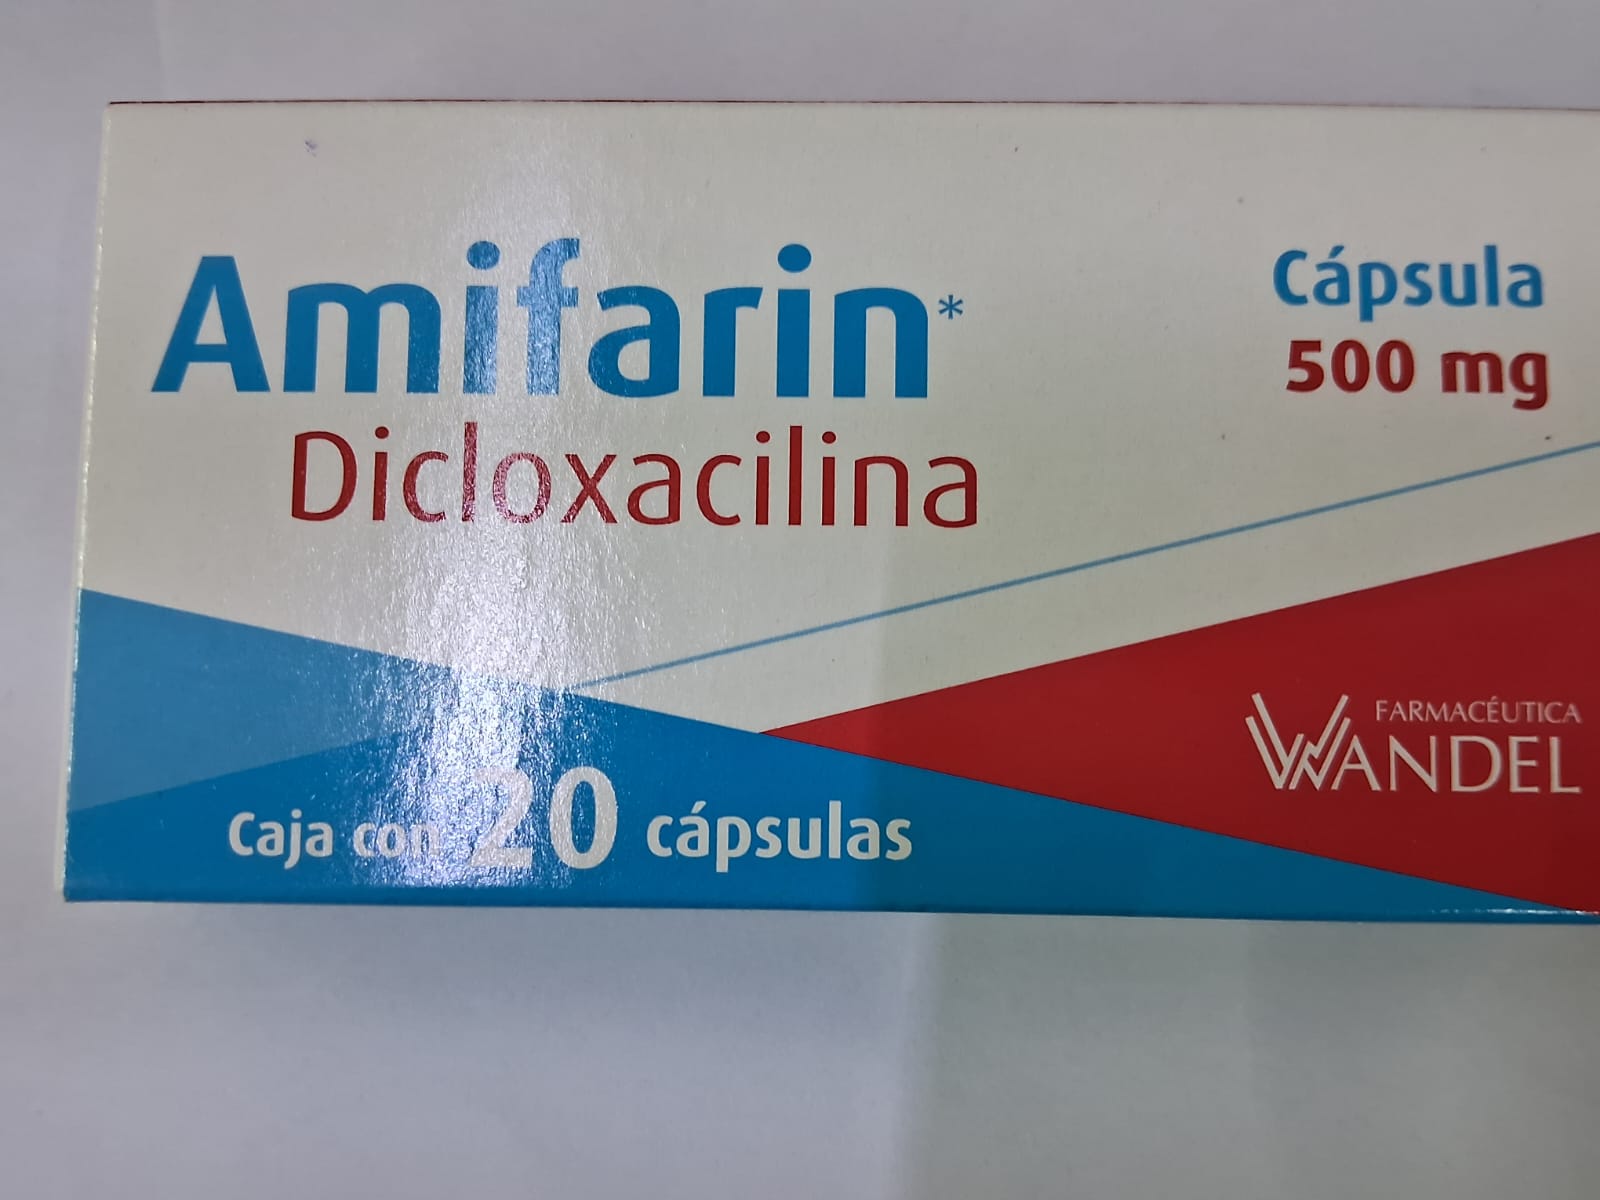 Amifarin*
Dicloxacilina
Cápsula
500 mg
Caja con 20 cápsulas
FARMACÉUTICA
WANDEL